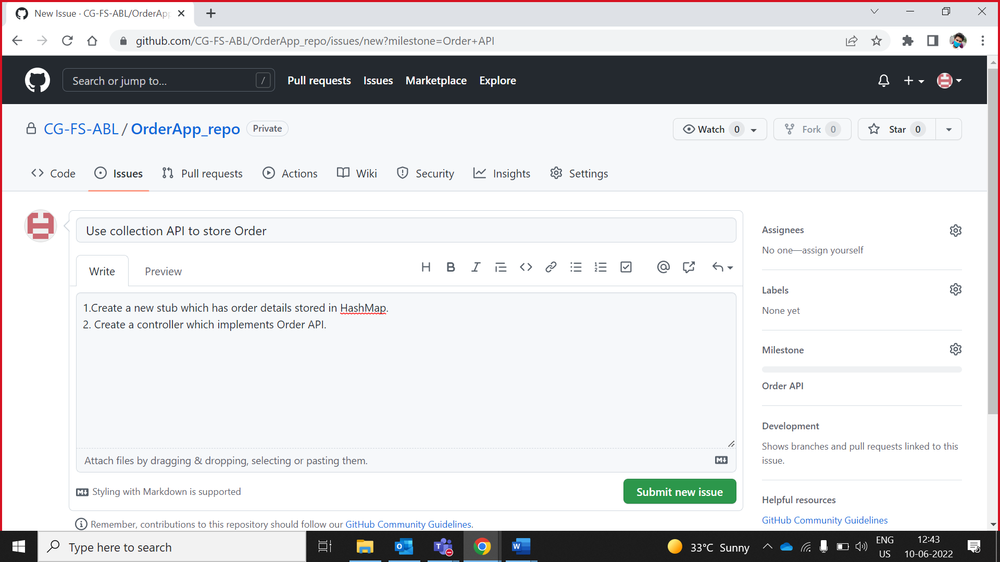 New Issue · CG-FS-ABL/OrderApp
github.com/CG-FS-ABL/OrderApp_repo/issues/new?milestone=Order+API
Search or jump to...
/
Pull requests
Issues
Marketplace
Explore
CG-FS-ABL / OrderApp_repo
Private
Watch 0
Fork 0
Star 0
Code
Issues
Pull requests
Actions
Wiki
Security
Insights
Settings
Use collection API to store Order
Write
Preview
1.Create a new stub which has order details stored in HashMap.
2. Create a controller which implements Order API.
Attach files by dragging & dropping, selecting or pasting them.
Styling with Markdown is supported
Submit new issue
Remember, contributions to this repository should follow our GitHub Community Guidelines.
Assignees
No one—assign yourself
Labels
None yet
Milestone
Order API
Development
Shows branches and pull requests linked to this
issue.
Helpful resources
GitHub Community Guidelines
Type here to search
33°C Sunny
ENG
US
12:43
10-06-2022